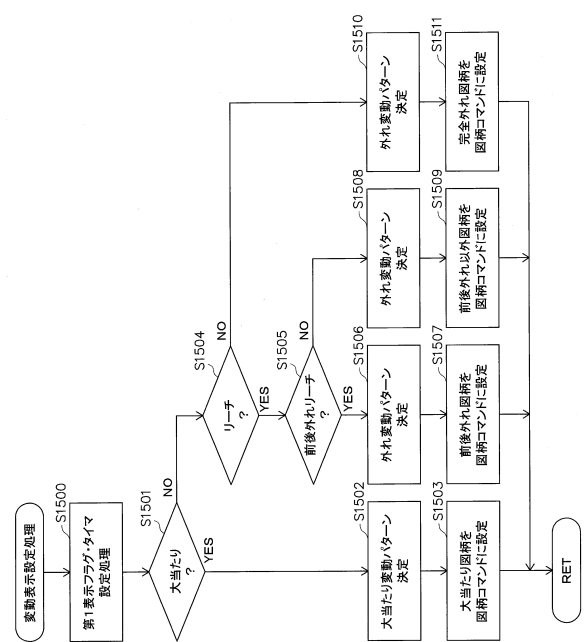 変動表示設定処理
S1500
第1表示フラグ・タイマ
設定処理
S1501
大当たり
?
NO
YES
S1504
リーチ
?
NO
YES
S1505
前後外れリーチ
?
NO
YES
S1502
大当たり変動パターン
決定
S1506
外れ変動パターン
決定
S1508
外れ変動パターン
決定
S1510
外れ変動パターン
決定
S1503
大当たり図柄を
図柄コマンドに設定
S1507
前後外れ図柄を
図柄コマンドに設定
S1509
前後外れ以外図柄を
図柄コマンドに設定
S1511
完全外れ図柄を
図柄コマンドに設定
RET